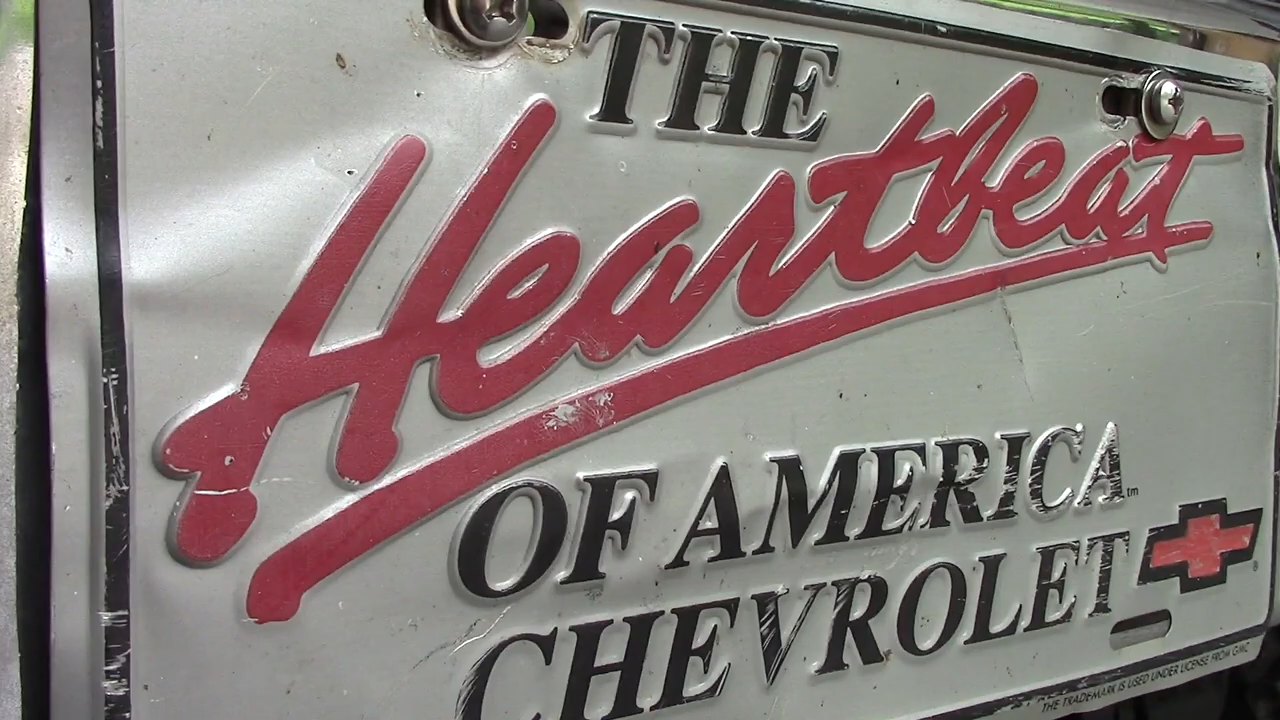 THE
Heartbeat
OF AMERICA™
CHEVROLET ®
THE TRADEMARK IS USED UNDER LICENSE FROM GMC